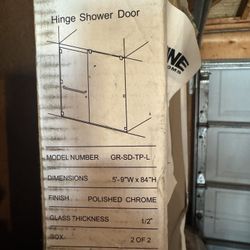 Hinge Shower Door
MODEL NUMBER GR-SD-TP-L
DIMENSIONS 5'-9"W x 84"H
FINISH POLISHED CHROME
GLASS THICKNESS 1/2"
BOX: 2 OF 2